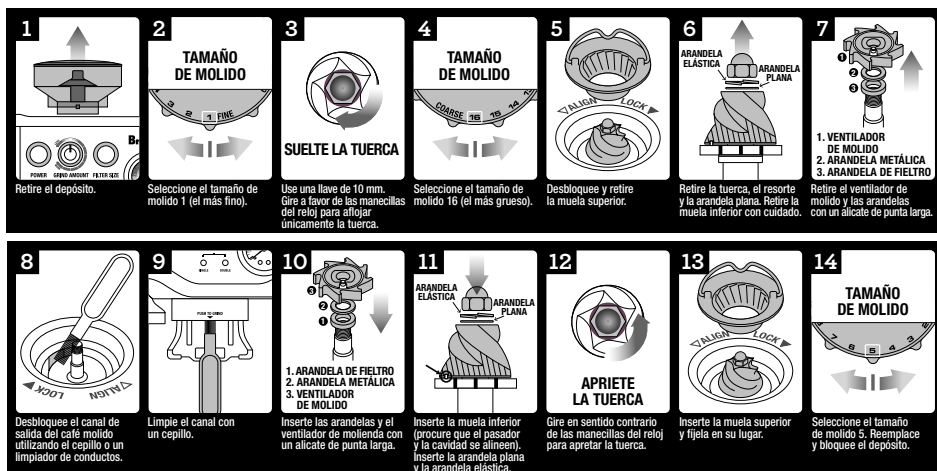 1
Br
POWER GRIND AMOUNT FILTER SIZE
Retire el depósito.
2
TAMAÑO
DE MOLIDO
3 2 1 FINE
Seleccione el tamaño de
molido 1 (el más fino).
3
SUELTE LA TUERCA
Use una llave de 10 mm.
Gire a favor de las manecillas
del reloj para aflojar
únicamente la tuerca.
4
TAMAÑO
DE MOLIDO
COARSE 16 15 14
Seleccione el tamaño de
molido 16 (el más grueso).
5
ALIGN LOCK
Desbloquee y retire
la muela superior.
6
ARANDELA
ELÁSTICA
ARANDELA
PLANA
Retire la tuerca, el resorte
y la arandela plana. Retire la
muela inferior con cuidado.
7
1
2
3
1. VENTILADOR
DE MOLIDO
2. ARANDELA METÁLICA
3. ARANDELA DE FIELTRO
Retire el ventilador de
molido y las arandelas
con un alicate de punta larga.
8
LOCK ALIGN
Desbloquee el canal de
salida del café molido
utilizando el cepillo o un
limpiador de conductos.
9
PUSH TO GRIND
Limpie el canal con
un cepillo.
10
3
2
1
1. ARANDELA DE FIELTRO
2. ARANDELA METÁLICA
3. VENTILADOR
DE MOLIDO
Inserte las arandelas y el
ventilador de molienda con
un alicate de punta larga.
11
ARANDELA
ELÁSTICA
ARANDELA
PLANA
Inserte la muela inferior
(procure que el pasador
y la cavidad se alineen).
Inserte la arandela plana
y la arandela elástica.
12
APRIETE
LA TUERCA
Gire en sentido contrario
de las manecillas del reloj
para apretar la tuerca.
13
ALIGN LOCK
Inserte la muela superior
y fíjela en su lugar.
14
TAMAÑO
DE MOLIDO
7 6 5 4 3
Seleccione el tamaño
de molido 5. Reemplace
y bloquee el depósito.